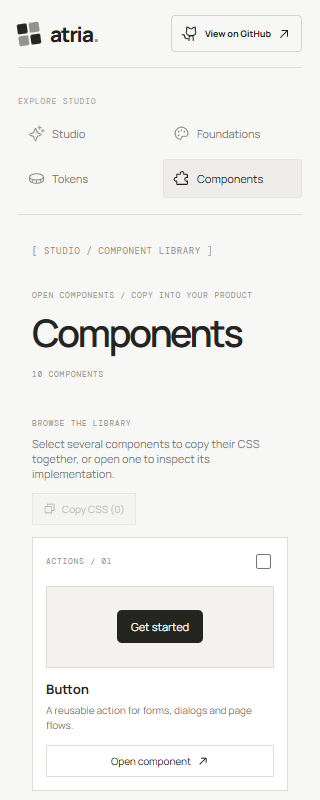 atria.
View on GitHub
EXPLORE STUDIO
Studio
Foundations
Tokens
Components
[ STUDIO / COMPONENT LIBRARY ]
OPEN COMPONENTS / COPY INTO YOUR PRODUCT
Components
10 COMPONENTS
BROWSE THE LIBRARY
Select several components to copy their CSS
together, or open one to inspect its
implementation.
Copy CSS (0)
ACTIONS / 01
Get started
Button
A reusable action for forms, dialogs and page
flows.
Open component